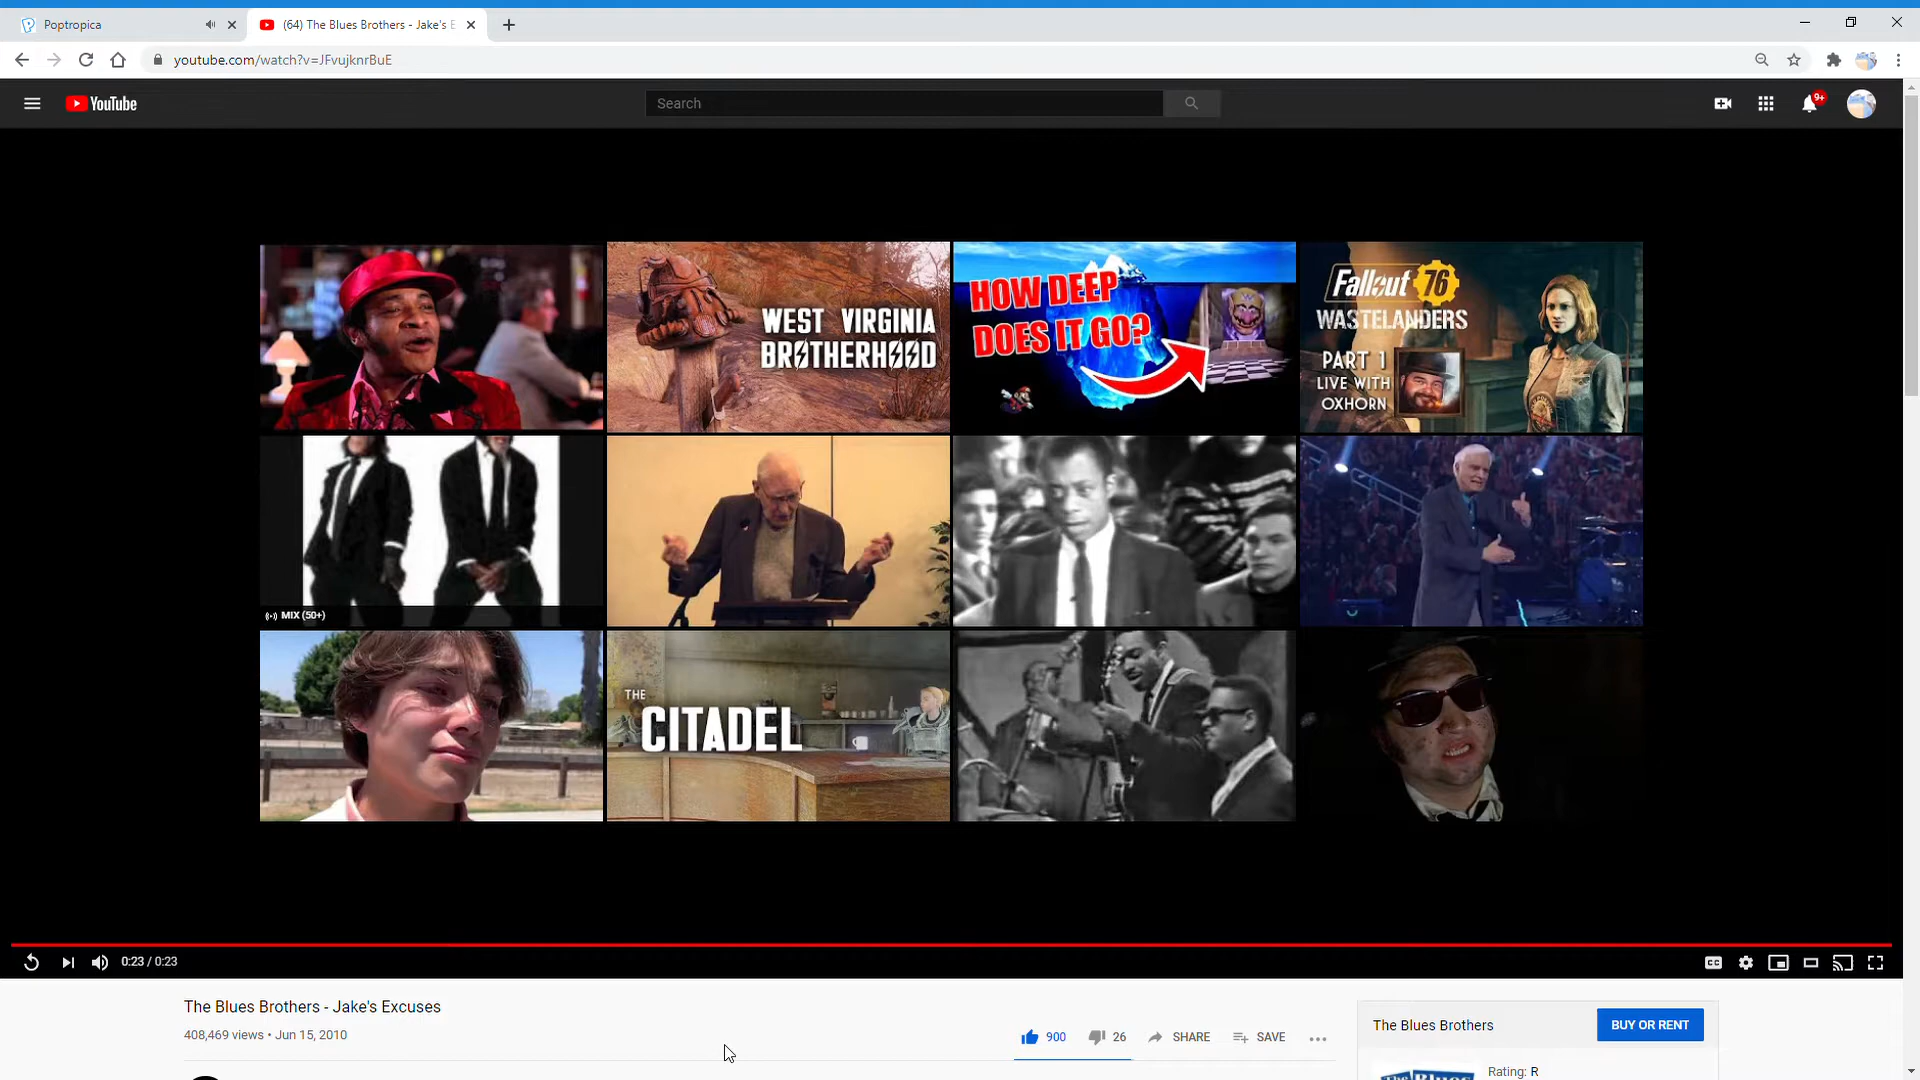 Poptropica
(64) The Blues Brothers - Jake's E
youtube.com/watch?v=JFvujknrBuE
YouTube
Search
9+
WEST VIRGINIA
BROTHERHOOD
HOW DEEP
DOES IT GO?
Fallout 76
WASTELANDERS
PART 1
LIVE WITH
OXHORN
MIX (50+)
THE
CITADEL
0:23 / 0:23
CC
The Blues Brothers - Jake's Excuses
408,469 views • Jun 15, 2010
900
26
SHARE
SAVE
The Blues Brothers
BUY OR RENT
The Blues
Rating: R